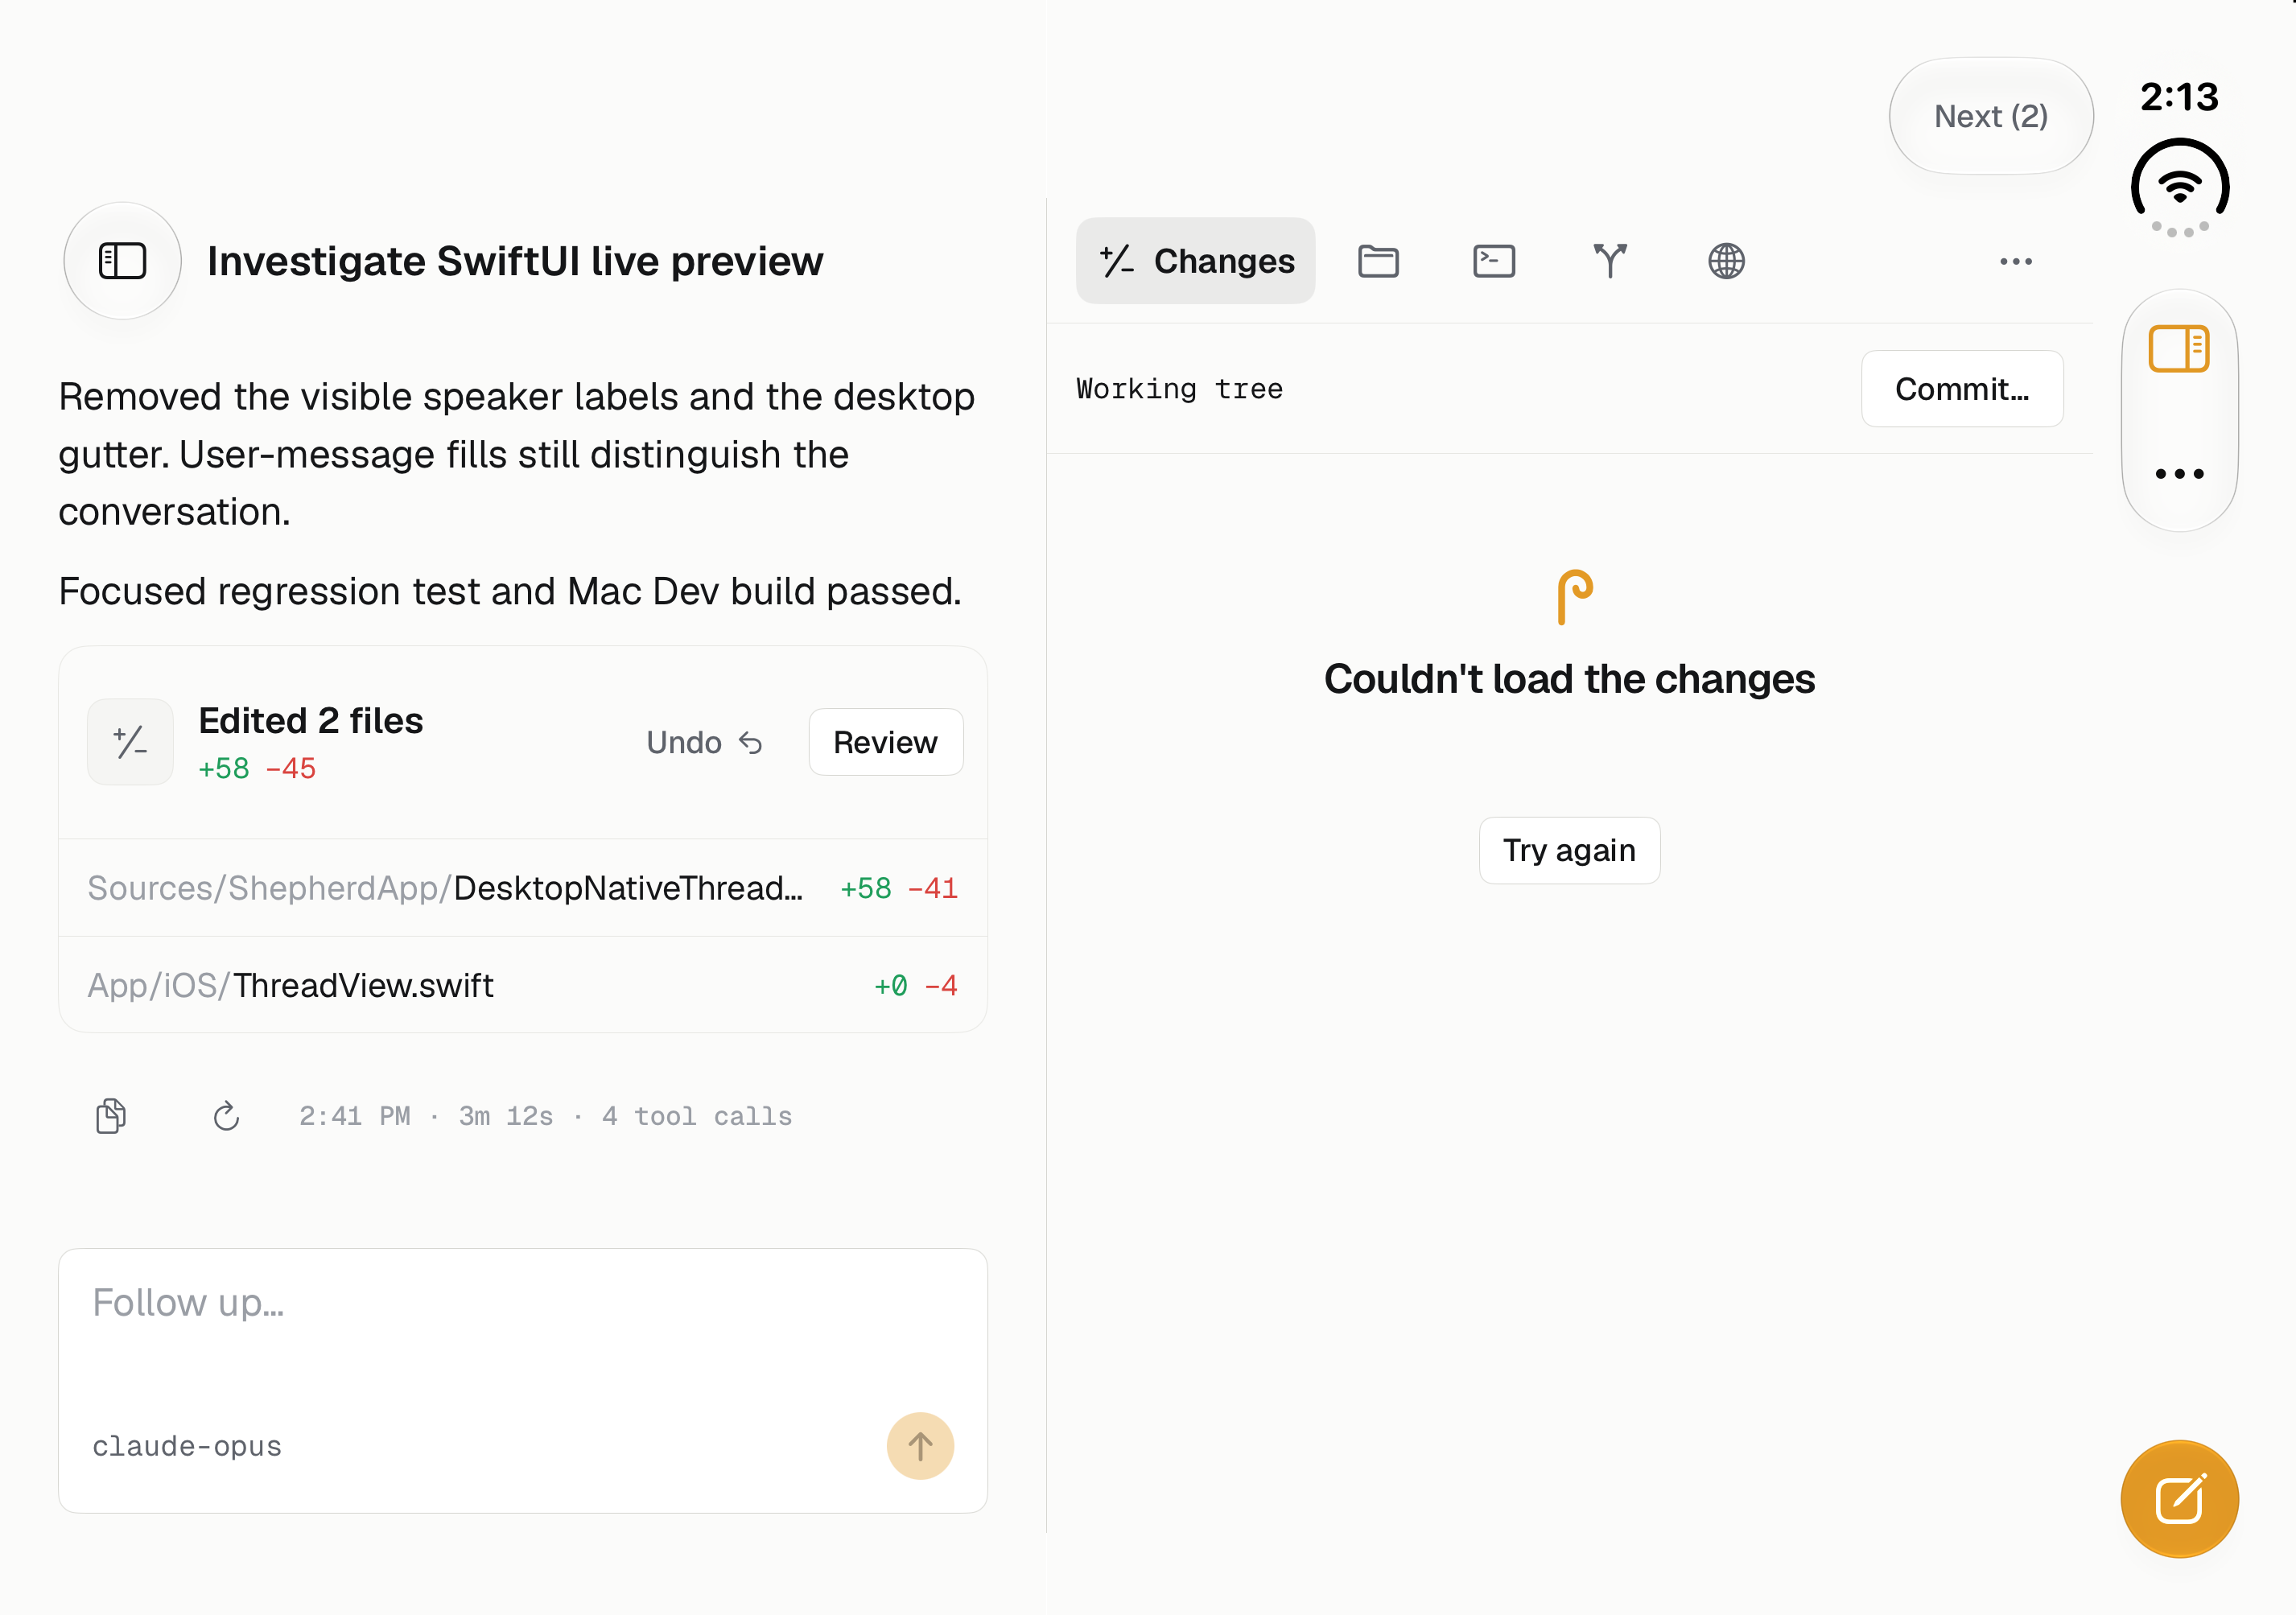 Next (2)
2:13
Investigate SwiftUI live preview
Changes
Removed the visible speaker labels and the desktop
gutter. User-message fills still distinguish the
conversation.
Focused regression test and Mac Dev build passed.
Edited 2 files
+58 −45
Undo
Review
Sources/ShepherdApp/DesktopNativeThread... +58 −41
App/iOS/ThreadView.swift +0 −4
2:41 PM · 3m 12s · 4 tool calls
Follow up...
claude-opus
Working tree
Commit...
Couldn't load the changes
Try again